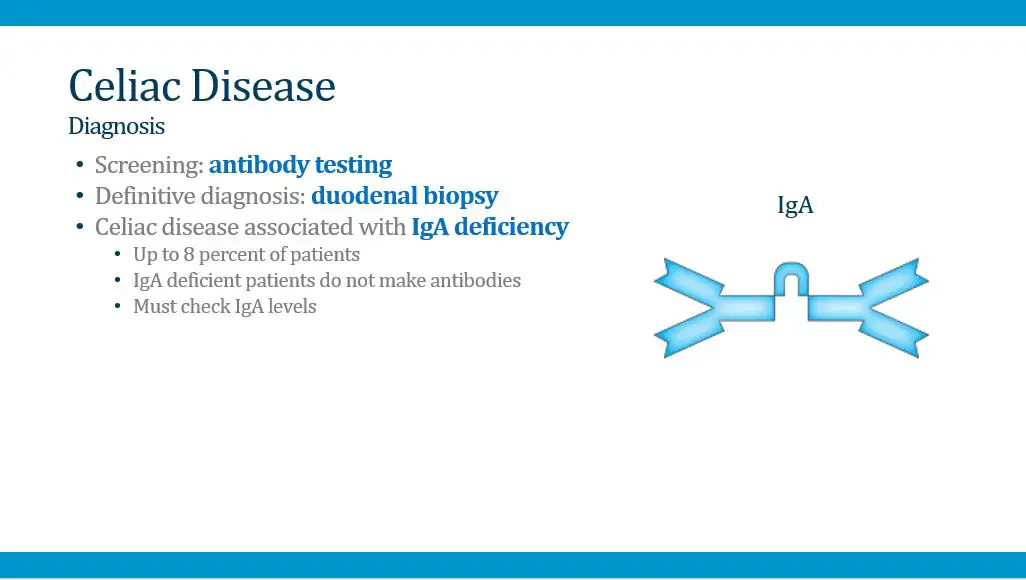 Celiac Disease
Diagnosis
• Screening: antibody testing
• Definitive diagnosis: duodenal biopsy
• Celiac disease associated with IgA deficiency
• Up to 8 percent of patients
• IgA deficient patients do not make antibodies
• Must check IgA levels
IgA